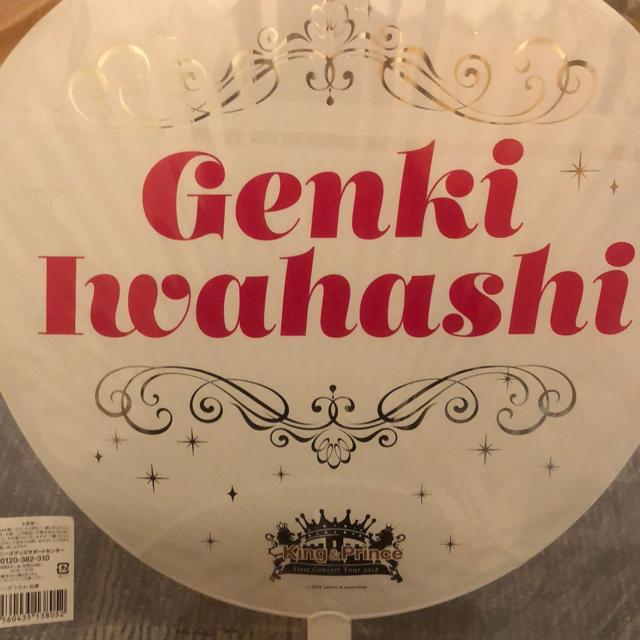 Genki
Iwahashi
King & Prince
First Concert Tour 2018
0120-382-310